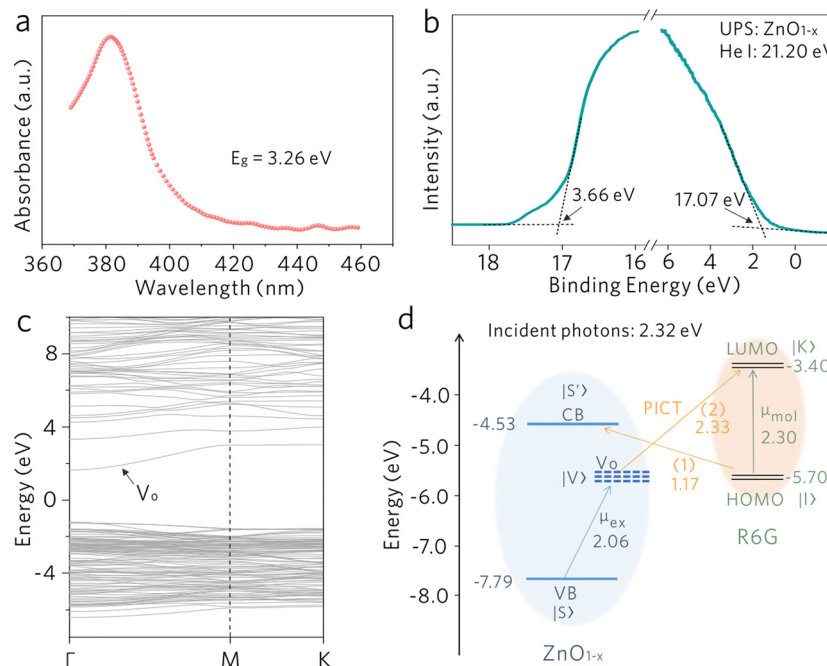 a
Absorbance (a.u.)
Eg = 3.26 eV
360 380 400 420 440 460
Wavelength (nm)
b
UPS: ZnO1-x
He I: 21.20 eV
Intensity (a.u.)
3.66 eV
17.07 eV
18 17 16 6 4 2 0
Binding Energy (eV)
c
Energy (eV)
8
4
0
-4
Vo
Γ M K
d
Incident photons: 2.32 eV
Energy (eV)
-4.0
-5.0
-6.0
-7.0
-8.0
LUMO |K⟩
-3.40
|S'⟩
CB
-4.53
PICT (2)
2.33
μmol
2.30
(1)
1.17
Vo
|V⟩
-5.70
HOMO |I⟩
μex
2.06
R6G
-7.79
VB
|S⟩
ZnO1-x